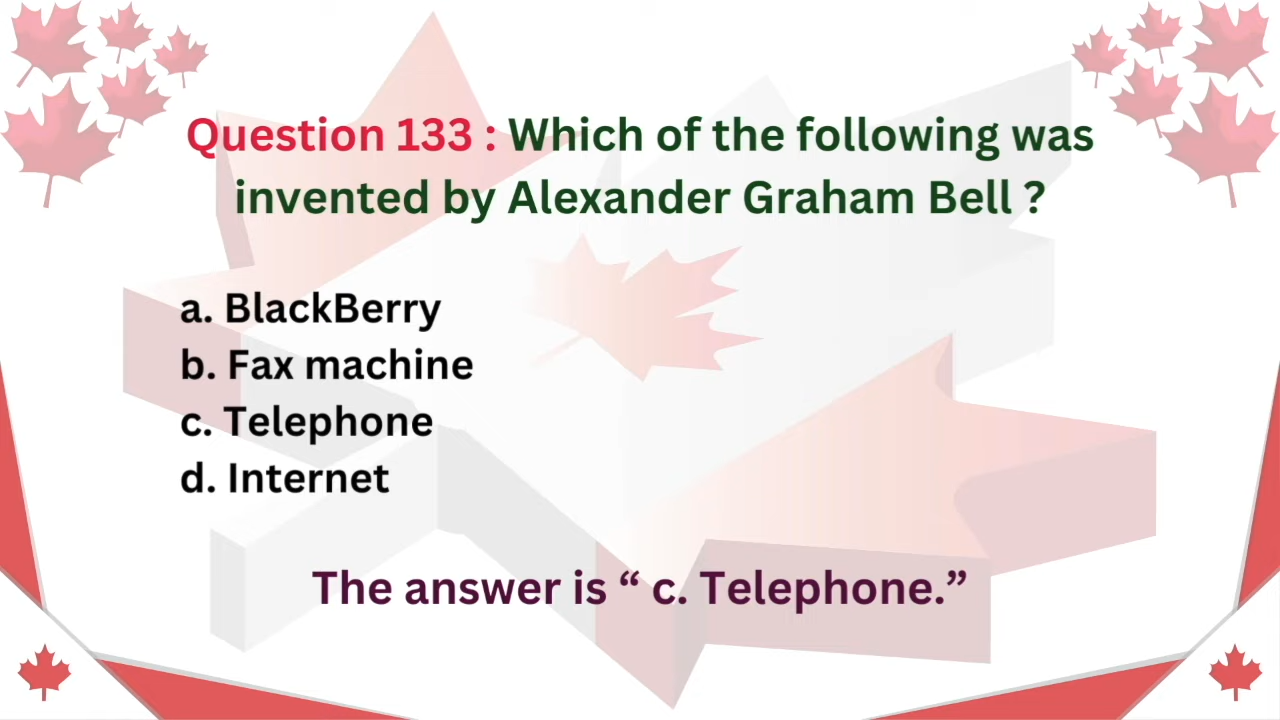 Question 133 : Which of the following was
invented by Alexander Graham Bell ?
a. BlackBerry
b. Fax machine
c. Telephone
d. Internet
The answer is “ c. Telephone.”